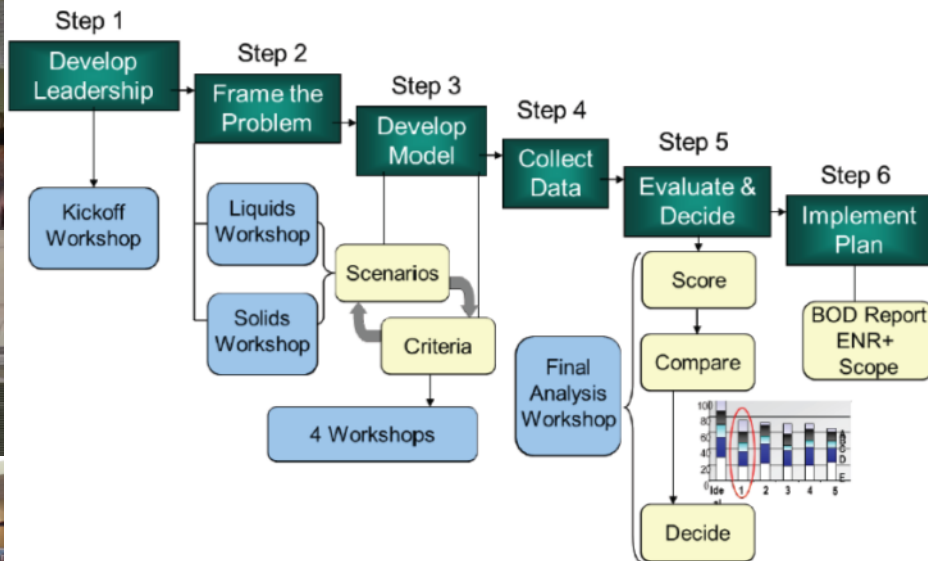 Step 1
Develop
Leadership
Kickoff
Workshop
Step 2
Frame the
Problem
Liquids
Workshop
Solids
Workshop
Step 3
Develop
Model
Scenarios
Criteria
4 Workshops
Step 4
Collect
Data
Step 5
Evaluate &
Decide
Score
Compare
Decide
Final
Analysis
Workshop
100
80
60
40
20
0
1
2
3
4
5
D
E
Step 6
Implement
Plan
BOD Report
ENR+
Scope